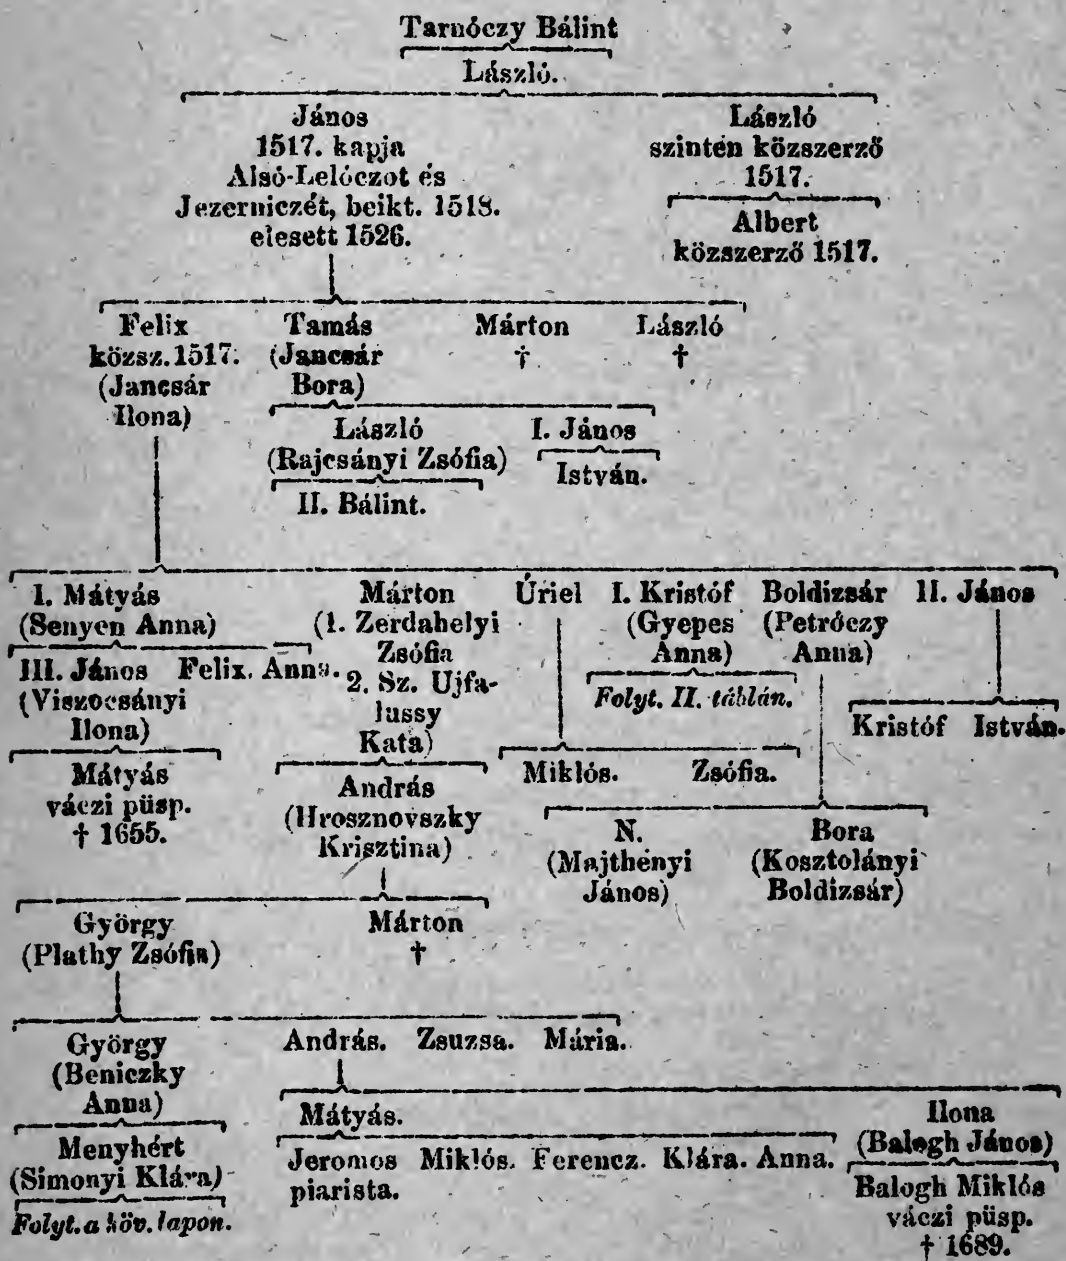 Tarnóczy Bálint
László.
János
1517. kapja
Alsó-Lelóczot és
Jezerniczét, beikt. 1518.
elesett 1526.
László
szintén közszerző
1517.
Albert
közszerző 1517.
Felix
közsz. 1517.
(Jancsár
Ilona)
Tamás
(Jancsár
Bora)
Márton
†
László
†
László
(Rajcsányi Zsófia)
II. Bálint.
I. János
István.
I. Mátyás
(Senyen Anna)
III. János Felix. Anna.
(Viszocsányi
Ilona)
Mátyás
váczi püsp.
† 1655.
Márton
(1. Zerdahelyi
Zsófia
2. Sz. Ujfa-
lussy
Kata)
András
(Hrosznovszky
Krisztina)
Úriel
Miklós. Zsófia.
I. Kristóf
(Gyepes
Anna)
Folyt. II. táblán.
Boldizsár
(Petróczy
Anna)
N.
(Majthényi
János)
Bora
(Kosztolányi
Boldizsár)
II. János
Kristóf István.
György
(Plathy Zsófia)
Márton
†
György
(Beniczky
Anna)
Menyhért
(Simonyi Klára)
Folyt. a köv. lapon.
András. Zsuzsa. Mária.
Mátyás.
Jeromos Miklós. Ferencz. Klára. Anna.
piarista.
Ilona
(Balogh János)
Balogh Miklós
váczi püsp.
† 1689.